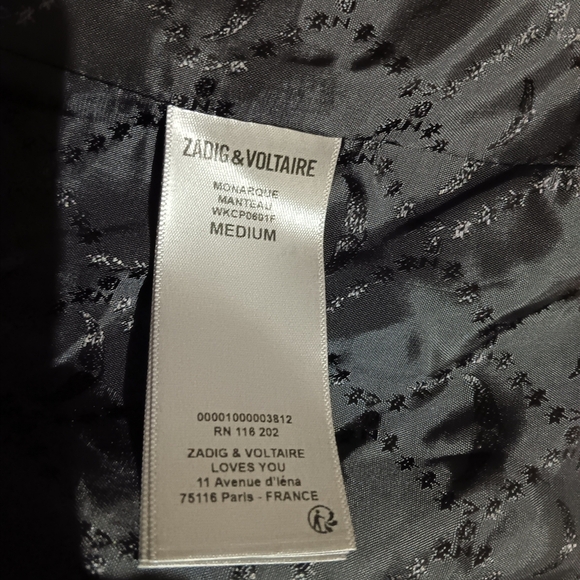 ZADIG & VOLTAIRE
MONARQUE
MANTEAU
WKCP0601F
MEDIUM
00001000003812
RN 116 202
ZADIG & VOLTAIRE
LOVES YOU
11 Avenue d'Iéna
75116 Paris - FRANCE